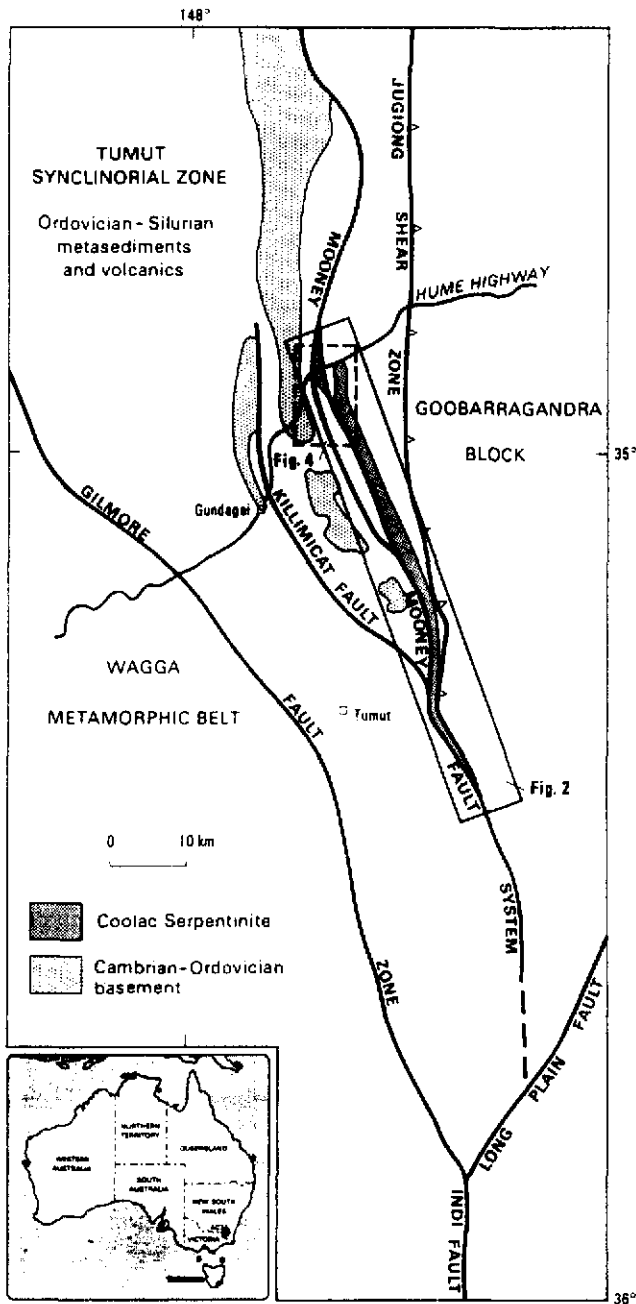 148°
TUMUT
SYNCLINORIAL ZONE
Ordovician - Silurian
metasediments
and volcanics
JUGIONG
SHEAR
ZONE
MOONEY
HUME HIGHWAY
GOOBARRAGANDRA
BLOCK
35°
Fig. 4
Gundagai
KILLIMICAT FAULT
GILMORE
FAULT
ZONE
MOONEY
FAULT
SYSTEM
WAGGA
METAMORPHIC BELT
Tumut
Fig. 2
0 10 km
Coolac Serpentinite
Cambrian-Ordovician
basement
LONG PLAIN FAULT
INDI FAULT
36°
WESTERN
AUSTRALIA
NORTHERN
TERRITORY
QUEENSLAND
SOUTH
AUSTRALIA
NEW SOUTH
WALES
ACT
VICTORIA